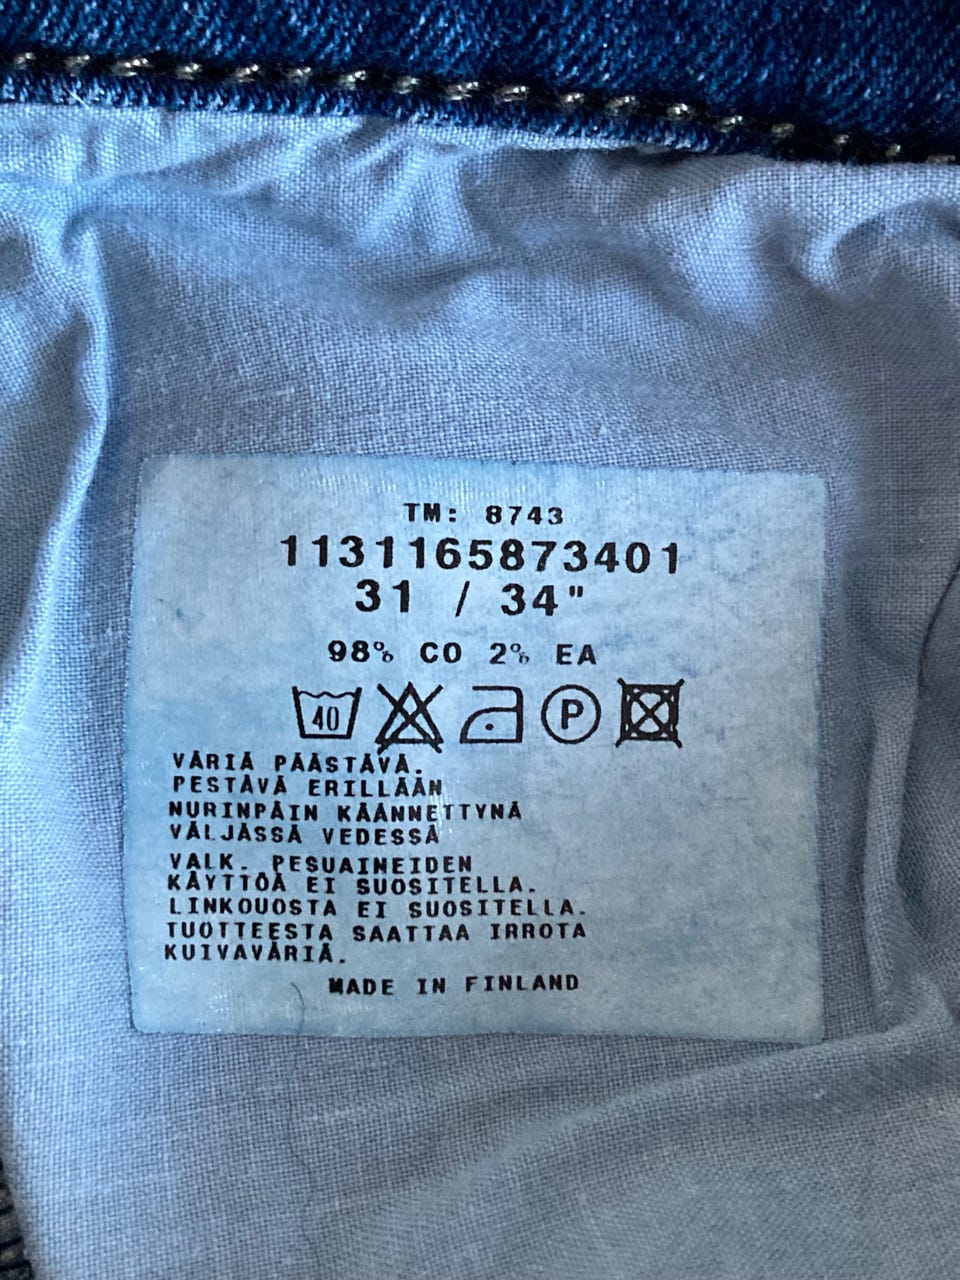 TM: 8743
1131165873401
31 / 34"
98% CO 2% EA
40 P
VÄRIÄ PÄÄSTÄVÄ.
PESTÄVÄ ERILLÄÄN
NURINPÄIN KÄÄNNETTYNÄ
VÄLJÄSSÄ VEDESSÄ
VALK. PESUAINEIDEN
KÄYTTÖÄ EI SUOSITELLA.
LINKOUOSTA EI SUOSITELLA.
TUOTTEESTA SAATTAA IRROTA
KUIVAVÄRIÄ.
MADE IN FINLAND